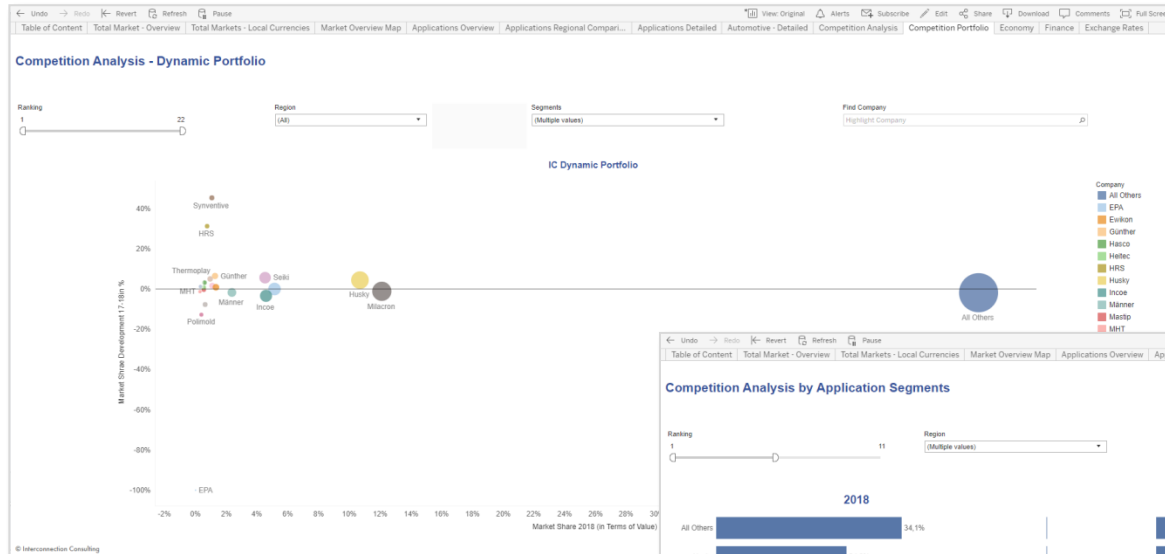 ← Undo → Redo Revert Refresh Pause View: Original Alerts Subscribe Edit Share Download Comments Full Scree
Table of Content Total Market - Overview Total Markets - Local Currencies Market Overview Map Applications Overview Applications Regional Compari... Applications Detailed Automotive - Detailed Competition Analysis Competition Portfolio Economy Finance Exchange Rates
Competition Analysis - Dynamic Portfolio
Ranking Region Segments Find Company
1 22 (All) (Multiple values) Highlight Company
IC Dynamic Portfolio
Company
All Others
EPA
Ewikon
Günther
Hasco
Heitec
HRS
Husky
Incoe
Männer
Mastip
MHT
Market Shrae Development 17-18in %
40%
20%
0%
-20%
-40%
-60%
-80%
-100%
Synventive
HRS
Thermoplay Günther Seiki
MHT Männer Incoe Husky Milacron
All Others
Polimold
EPA
-2% 0% 2% 4% 6% 8% 10% 12% 14% 16% 18% 20% 22% 24% 26% 28% 30%
Market Share 2018 (in Terms of Value)
© Interconnection Consulting
← Undo → Redo Revert Refresh Pause
Table of Content Total Market - Overview Total Markets - Local Currencies Market Overview Map Applications Overview Ap
Competition Analysis by Application Segments
Ranking Region
1 11 (Multiple values)
2018
All Others 34,1%